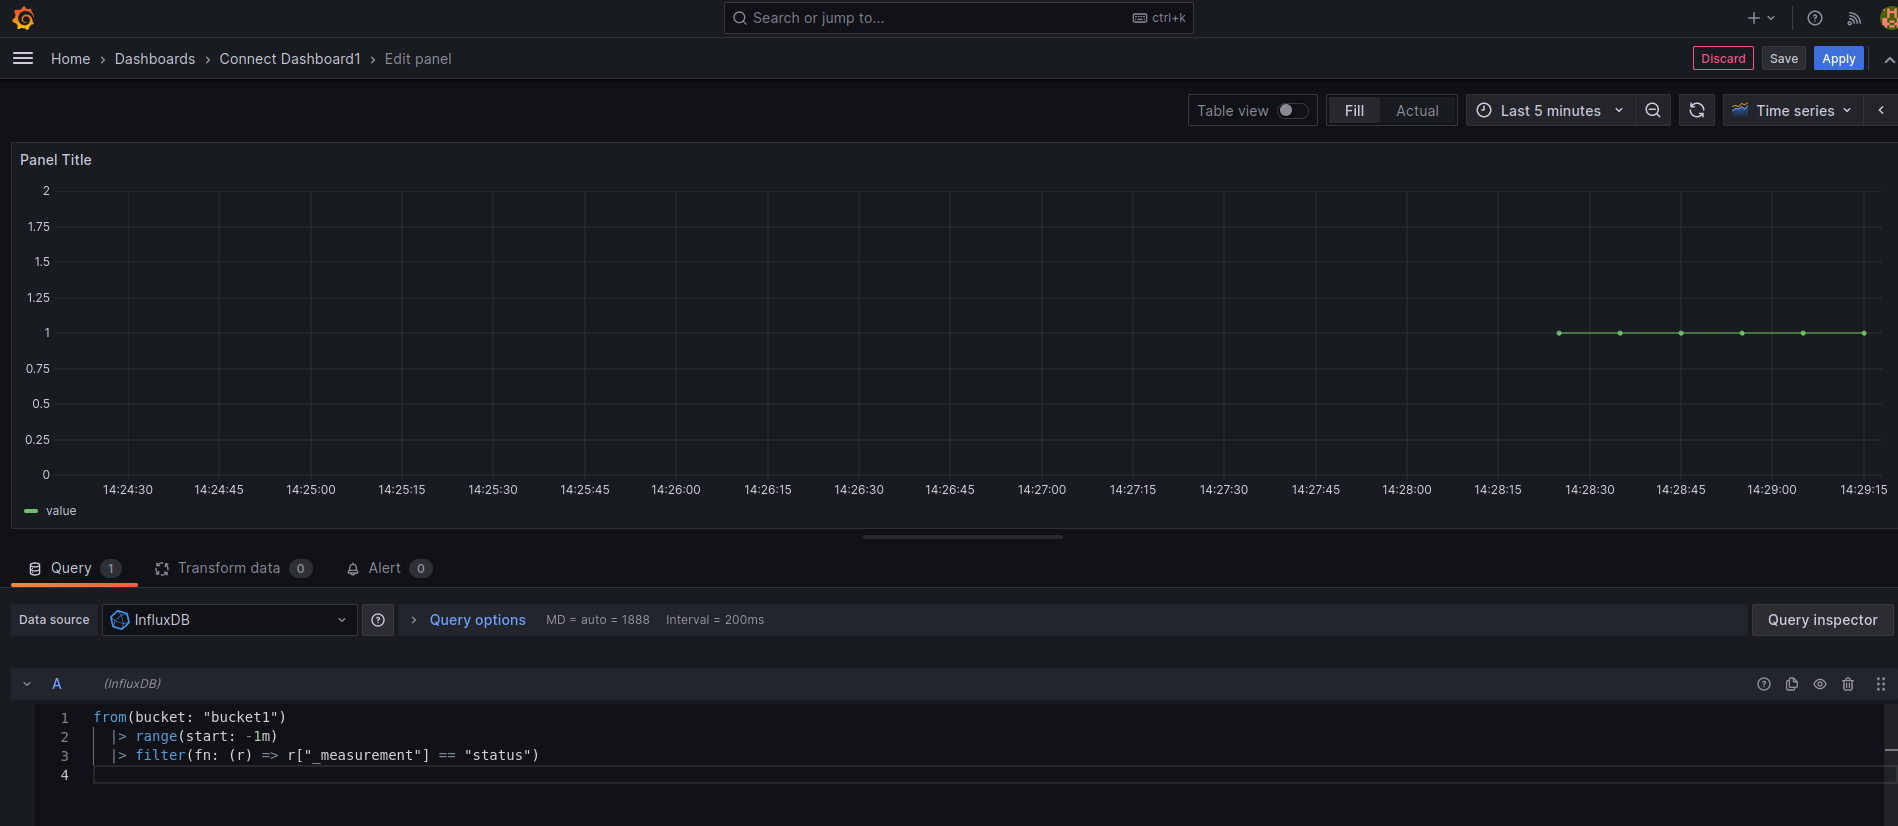 Search or jump to... ctrl+k
Home › Dashboards › Connect Dashboard1 › Edit panel Discard Save Apply
Table view Fill Actual Last 5 minutes Time series
Panel Title
2
1.75
1.5
1.25
1
0.75
0.5
0.25
0
14:24:30 14:24:45 14:25:00 14:25:15 14:25:30 14:25:45 14:26:00 14:26:15 14:26:30 14:26:45 14:27:00 14:27:15 14:27:30 14:27:45 14:28:00 14:28:15 14:28:30 14:28:45 14:29:00 14:29:15
value
Query 1 Transform data 0 Alert 0
Data source InfluxDB Query options MD = auto = 1888 Interval = 200ms Query inspector
A (InfluxDB)
1 from(bucket: "bucket1")
2 |> range(start: -1m)
3 |> filter(fn: (r) => r["_measurement"] == "status")
4